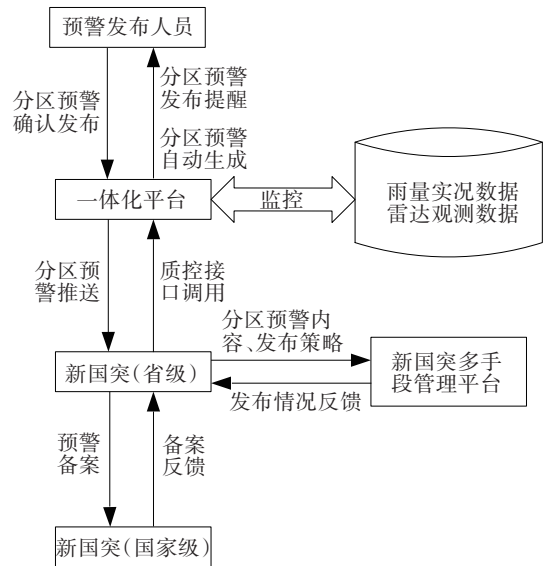 预警发布人员
分区预警
确认发布
分区预警
发布提醒
分区预警
自动生成
一体化平台
监控
雨量实况数据
雷达观测数据
分区预
警推送
质控接
口调用
分区预警内
容、发布策略
新国突(省级)
新国突多手
段管理平台
发布情况反馈
预警
备案
备案
反馈
新国突(国家级)